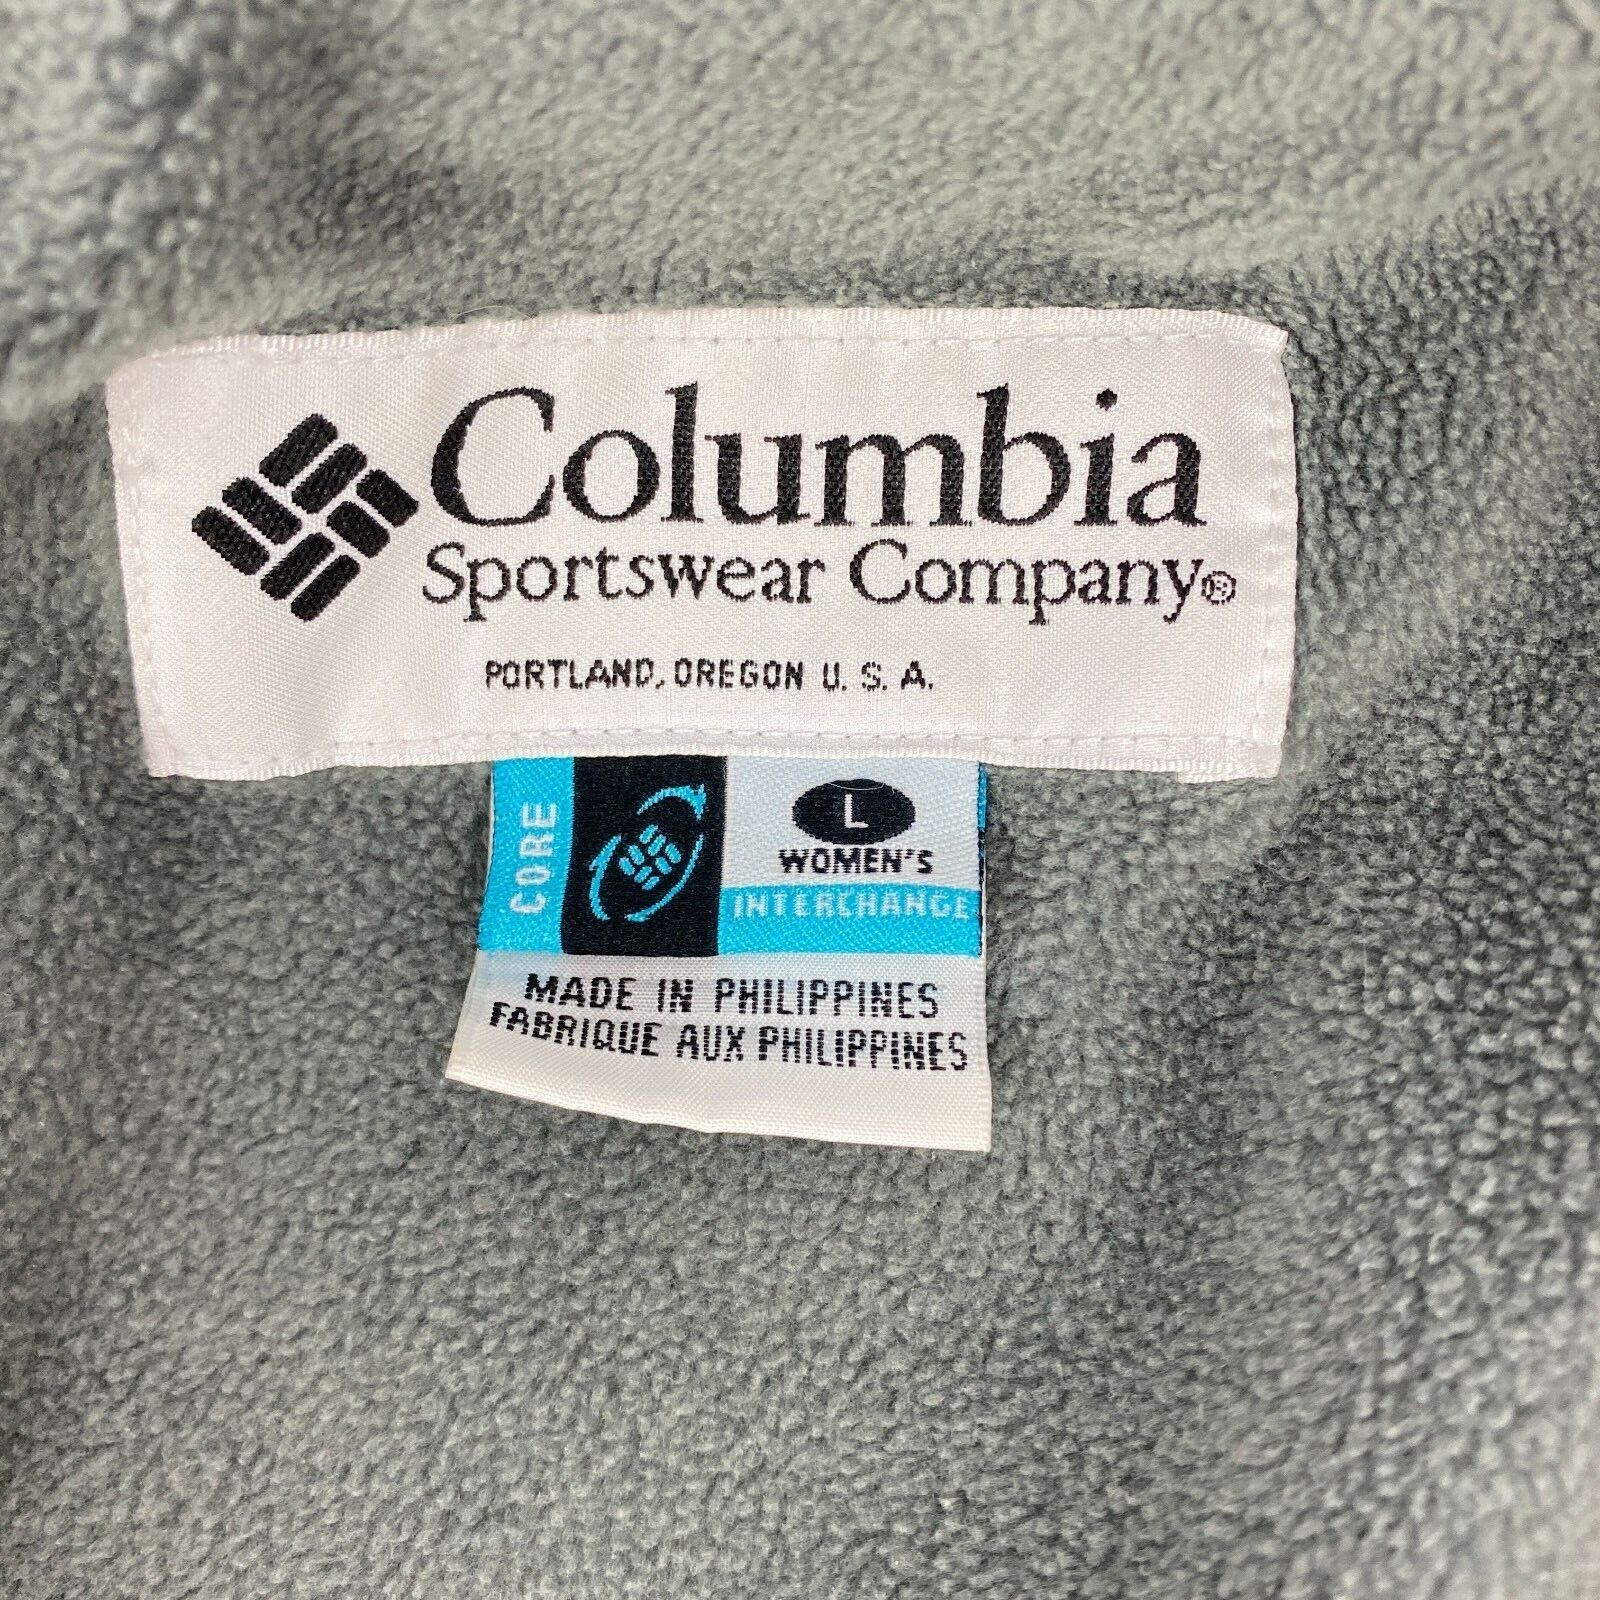 Columbia
Sportswear Company®
PORTLAND, OREGON U. S. A.
CORE
L
WOMEN'S
INTERCHANGE
MADE IN PHILIPPINES
FABRIQUE AUX PHILIPPINES